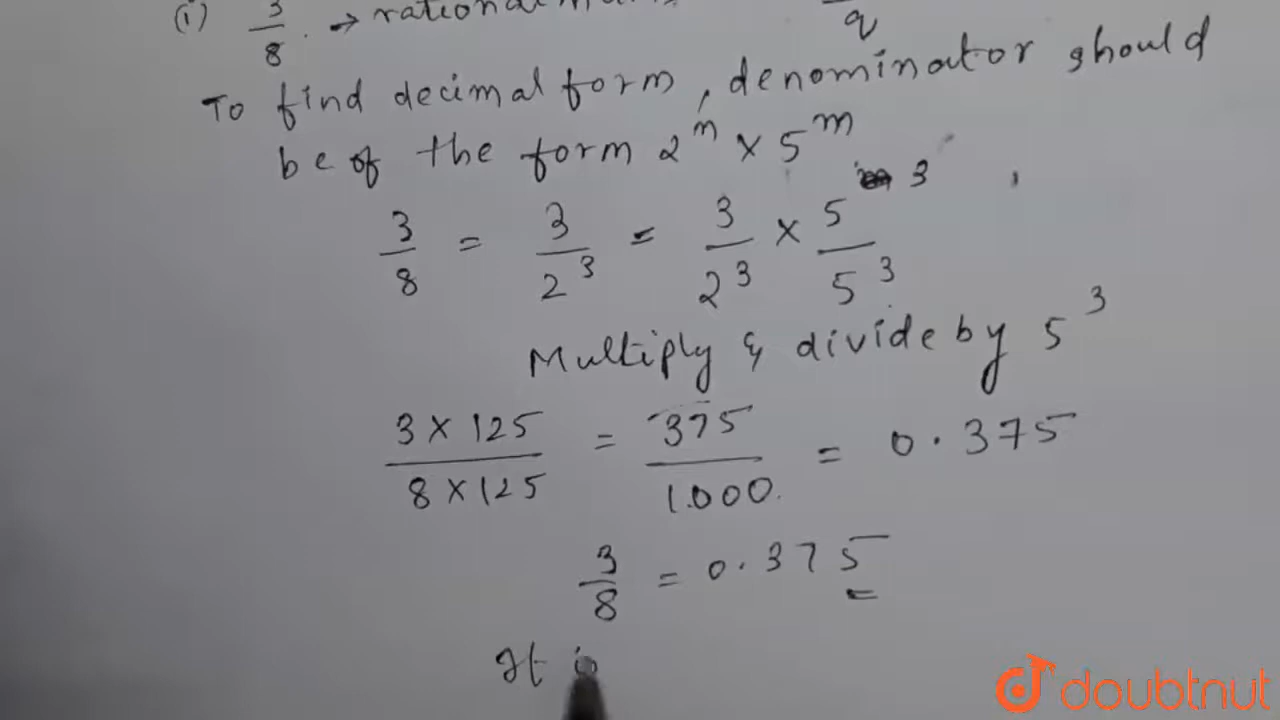 (i) 3/8 → rational
q
To find decimal form, denominator should
be of the form 2^m × 5^m
3/8 = 3/2^3 = 3/2^3 × 5^3/5^3
Multiply & divide by 5^3
3 × 125 / 8 × 125 = 375/1000 = 0.375
3/8 = 0.375
It is
doubtnut